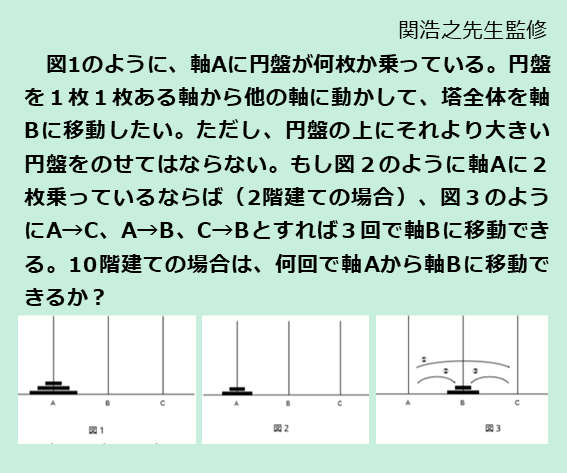 関浩之先生監修
図1のように、軸Aに円盤が何枚か乗っている。円盤
を１枚１枚ある軸から他の軸に動かして、塔全体を軸
Bに移動したい。ただし、円盤の上にそれより大きい
円盤をのせてはならない。もし図２のように軸Aに２
枚乗っているならば（2階建ての場合）、図３のよう
にA→C、A→B、C→Bとすれば３回で軸Bに移動でき
る。10階建ての場合は、何回で軸Aから軸Bに移動で
きるか？
① 
② ③
A B C A B C A B C
図1 図2 図3